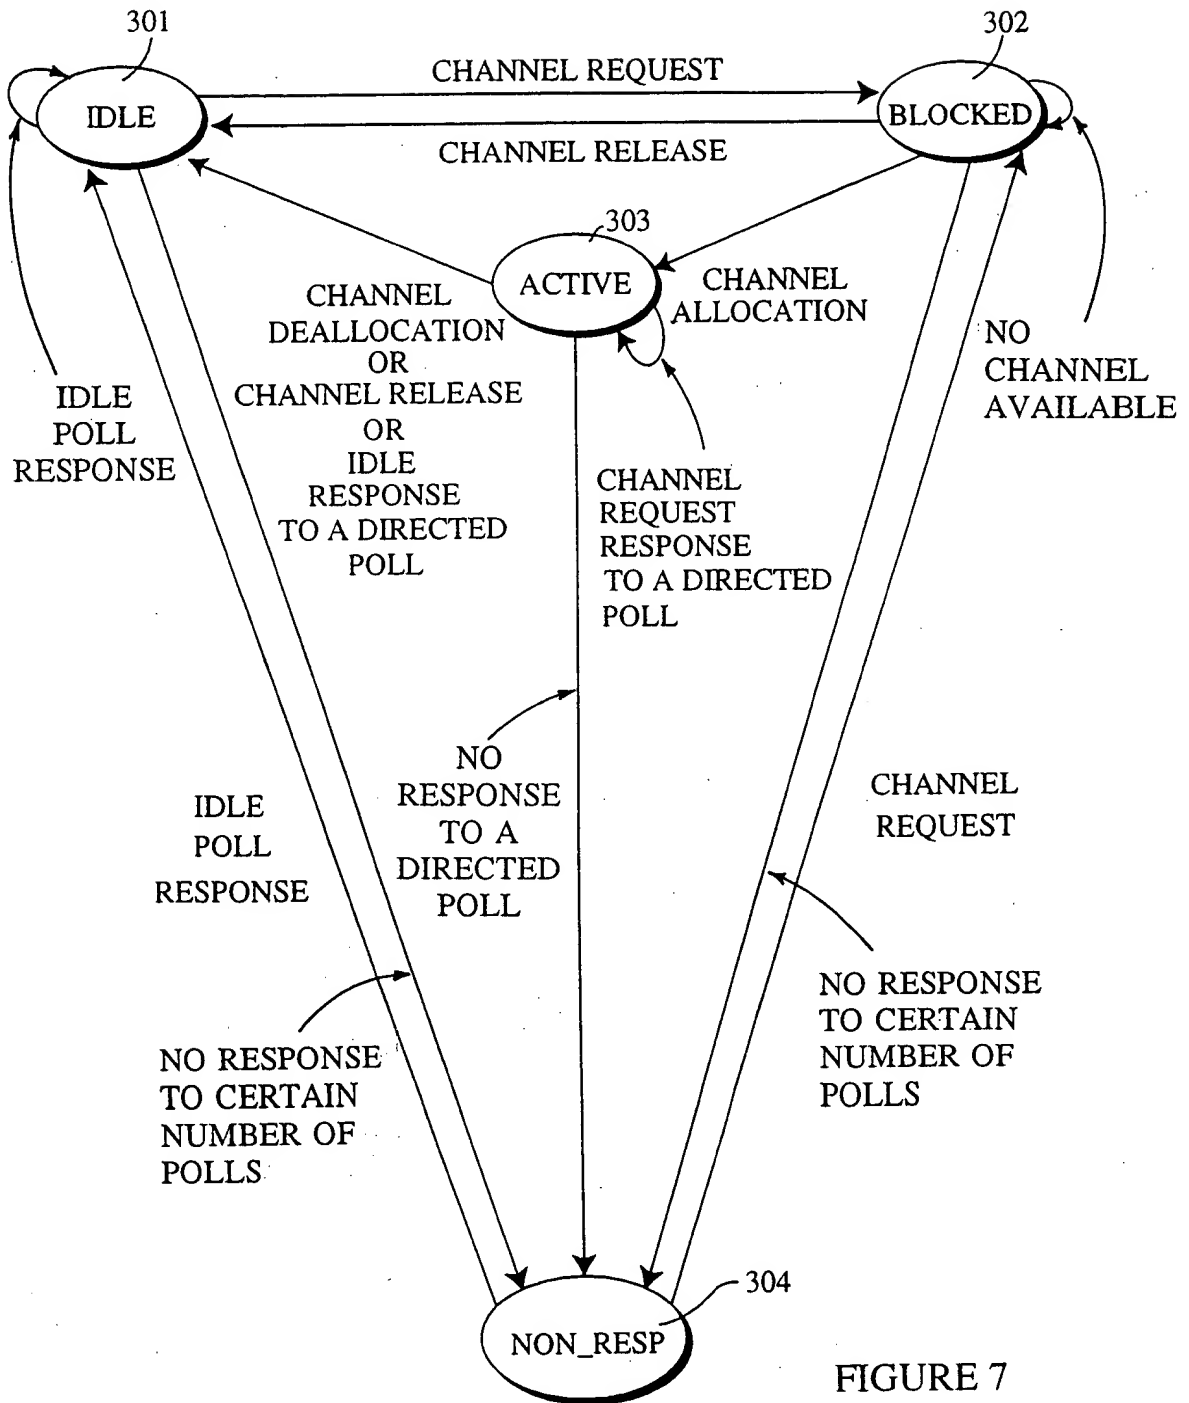 301
302
CHANNEL REQUEST
IDLE
BLOCKED
CHANNEL RELEASE
303
ACTIVE
CHANNEL
ALLOCATION
CHANNEL
DEALLOCATION
OR
CHANNEL RELEASE
OR
IDLE
RESPONSE
TO A DIRECTED
POLL
NO
CHANNEL
AVAILABLE
IDLE
POLL
RESPONSE
CHANNEL
REQUEST
RESPONSE
TO A DIRECTED
POLL
NO
RESPONSE
TO A
DIRECTED
POLL
IDLE
POLL
RESPONSE
CHANNEL
REQUEST
NO RESPONSE
TO CERTAIN
NUMBER OF
POLLS
NO RESPONSE
TO CERTAIN
NUMBER OF
POLLS
304
NON_RESP
FIGURE 7